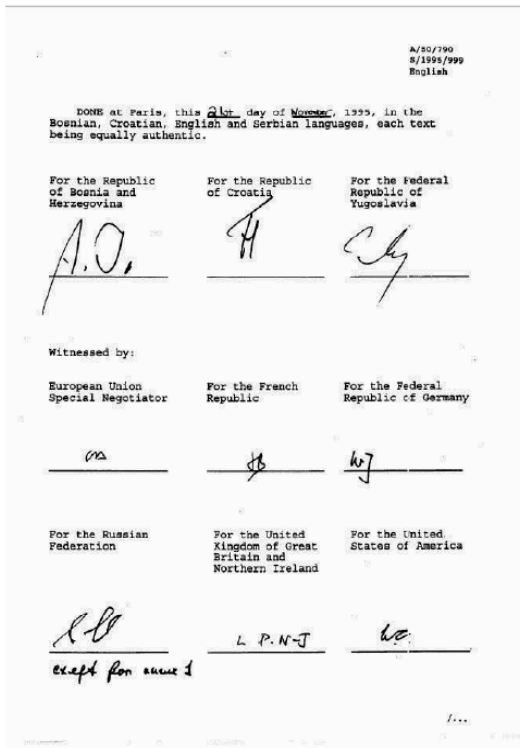 A/50/790
S/1995/999
English
DONE at Paris, this 21st day of November, 1995, in the
Bosnian, Croatian, English and Serbian languages, each text
being equally authentic.
For the Republic
of Bosnia and
Herzegovina
For the Republic
of Croatia
For the Federal
Republic of
Yugoslavia
A.O.
Witnessed by:
European Union
Special Negotiator
For the French
Republic
For the Federal
Republic of Germany
WJ
For the Russian
Federation
For the United
Kingdom of Great
Britain and
Northern Ireland
For the United
States of America
L P.N-J
exept for annex 1
/...